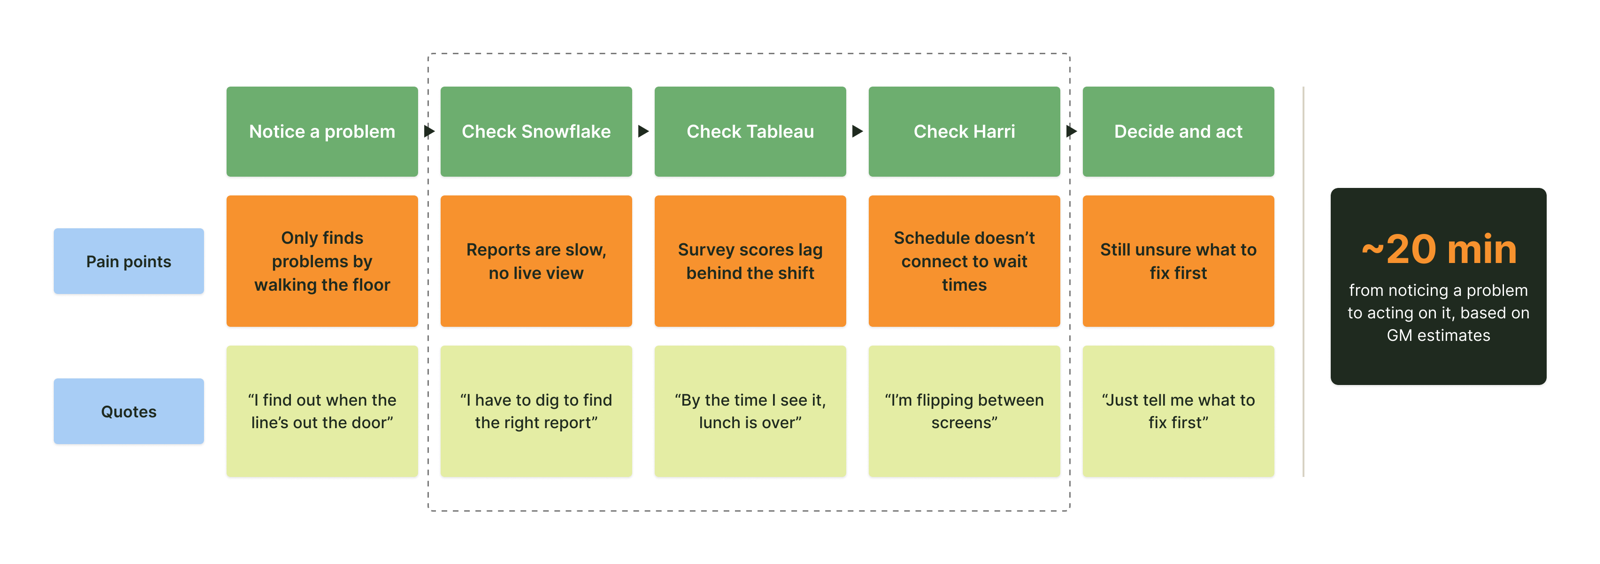 Notice a problem
Check Snowflake
Check Tableau
Check Harri
Decide and act
Pain points
Only finds
problems by
walking the floor
Reports are slow,
no live view
Survey scores lag
behind the shift
Schedule doesn’t
connect to wait
times
Still unsure what to
fix first
Quotes
“I find out when the
line’s out the door”
“I have to dig to find
the right report”
“By the time I see it,
lunch is over”
“I’m flipping between
screens”
“Just tell me what to
fix first”
~20 min
from noticing a problem
to acting on it, based on
GM estimates